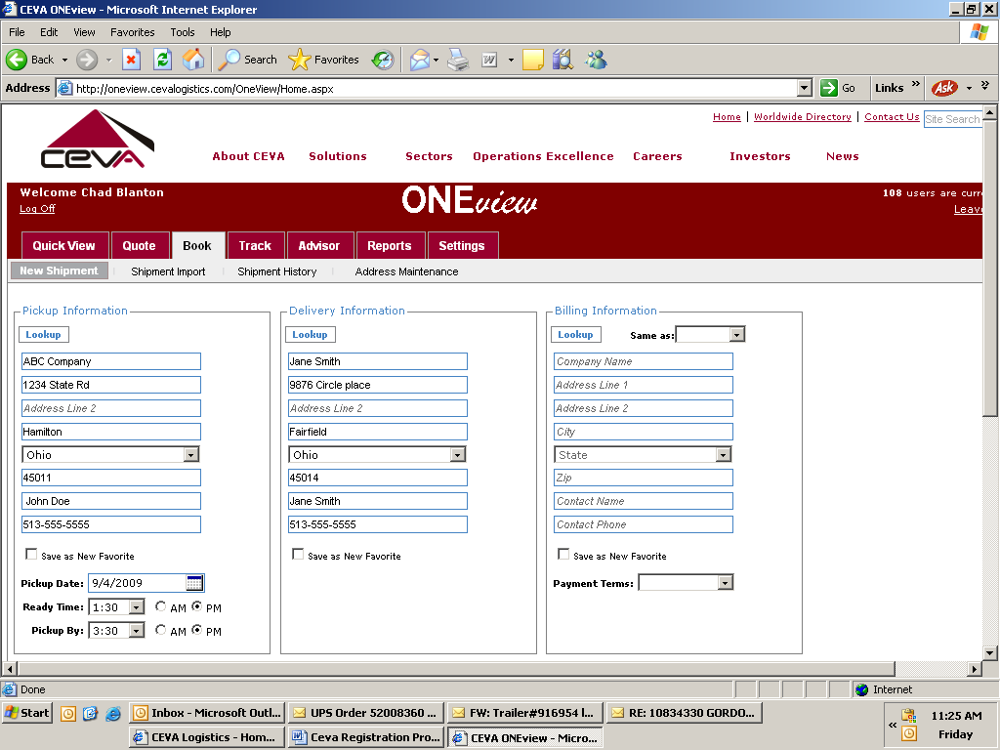 CEVA ONEview - Microsoft Internet Explorer
File Edit View Favorites Tools Help
Back Search Favorites
Address http://oneview.cevalogistics.com/OneView/Home.aspx Go Links » Ask »
Home | Worldwide Directory | Contact Us Site Search
CEVA
About CEVA Solutions Sectors Operations Excellence Careers Investors News
Welcome Chad Blanton ONEview 108 users are curr
Log Off Leav
Quick View Quote Book Track Advisor Reports Settings
New Shipment Shipment Import Shipment History Address Maintenance
Pickup Information
Lookup
ABC Company
1234 State Rd
Address Line 2
Hamilton
Ohio
45011
John Doe
513-555-5555
Save as New Favorite
Pickup Date: 9/4/2009
Ready Time: 1:30 AM PM
Pickup By: 3:30 AM PM
Delivery Information
Lookup
Jane Smith
9876 Circle place
Address Line 2
Fairfield
Ohio
45014
Jane Smith
513-555-5555
Save as New Favorite
Billing Information
Lookup Same as:
Company Name
Address Line 1
Address Line 2
City
State
Zip
Contact Name
Contact Phone
Save as New Favorite
Payment Terms:
Done Internet
Start Inbox - Microsoft Outl... UPS Order 52008360 ... FW: Trailer#916954 l... RE: 10834330 GORDO... « 11:25 AM
CEVA Logistics - Hom... Ceva Registration Pro... CEVA ONEview - Micro... Friday